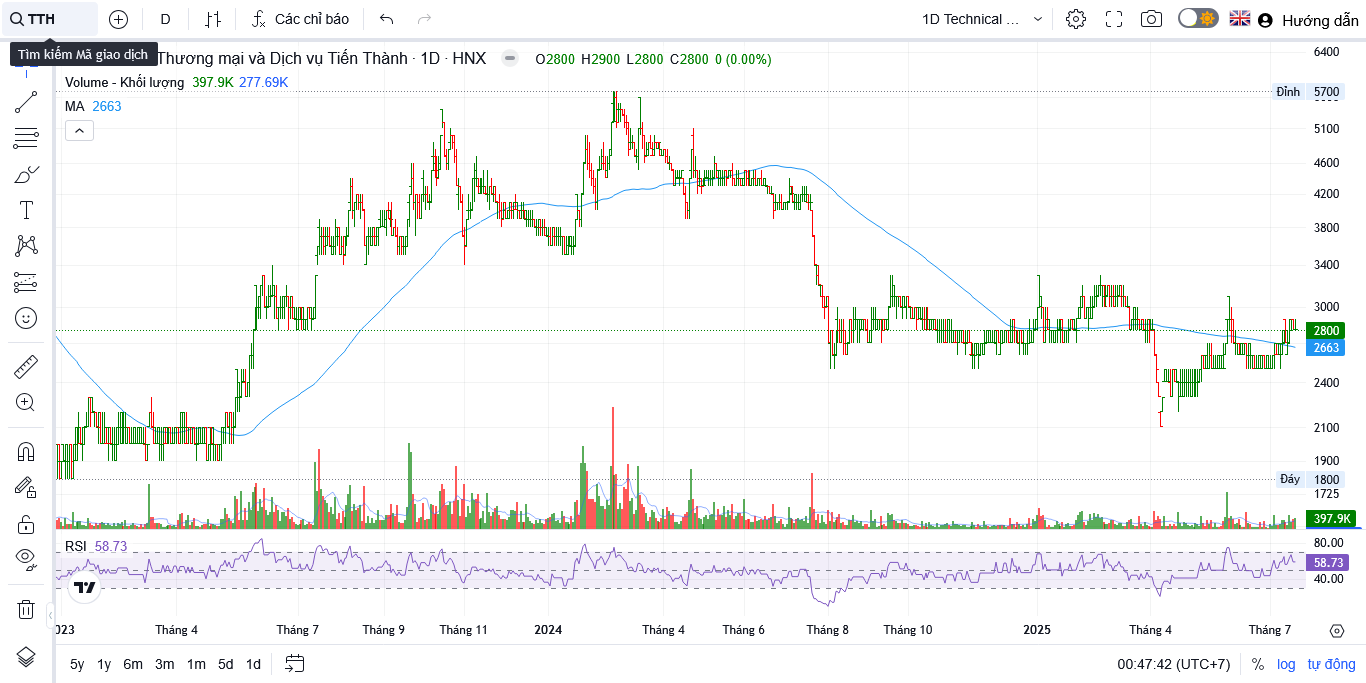 TTH
D
Các chỉ báo
1D Technical ...
Hướng dẫn
Tìm kiếm Mã giao dịch
Thương mại và Dịch vụ Tiến Thành · 1D · HNX
O2800 H2900 L2800 C2800 0 (0.00%)
Volume - Khối lượng 397.9K 277.69K
MA 2663
6400
Đỉnh 5700
5100
4600
4200
3800
3400
3000
2800
2663
2400
2100
1900
Đáy 1800
1725
397.9K
RSI 58.73
80.00
58.73
40.00
023 Tháng 4 Tháng 7 Tháng 9 Tháng 11 2024 Tháng 4 Tháng 6 Tháng 8 Tháng 10 2025 Tháng 4 Tháng 7
5y 1y 6m 3m 1m 5d 1d
00:47:42 (UTC+7) % log tự động